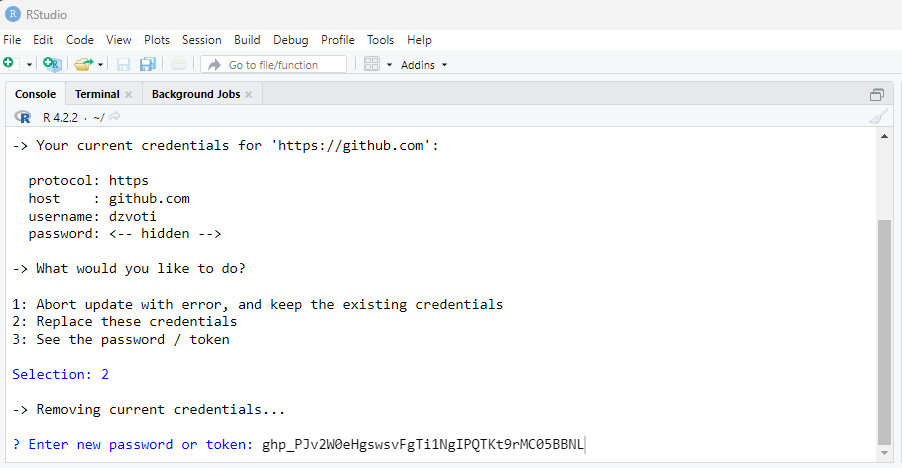 RStudio
File Edit Code View Plots Session Build Debug Profile Tools Help
Go to file/function Addins
Console Terminal Background Jobs
R 4.2.2 · ~/
-> Your current credentials for 'https://github.com':
protocol: https
host    : github.com
username: dzvoti
password: <-- hidden -->
-> What would you like to do?
1: Abort update with error, and keep the existing credentials
2: Replace these credentials
3: See the password / token
Selection: 2
-> Removing current credentials...
? Enter new password or token: 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